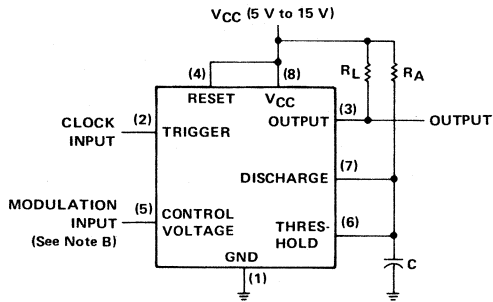 VCC (5 V to 15 V)
(4) (8)
RL RA
RESET VCC
(3)
OUTPUT OUTPUT
CLOCK
INPUT
(2)
TRIGGER
(7)
DISCHARGE
MODULATION
INPUT
(See Note B)
(5)
CONTROL
VOLTAGE
(6)
THRES-
HOLD
GND
(1)
C